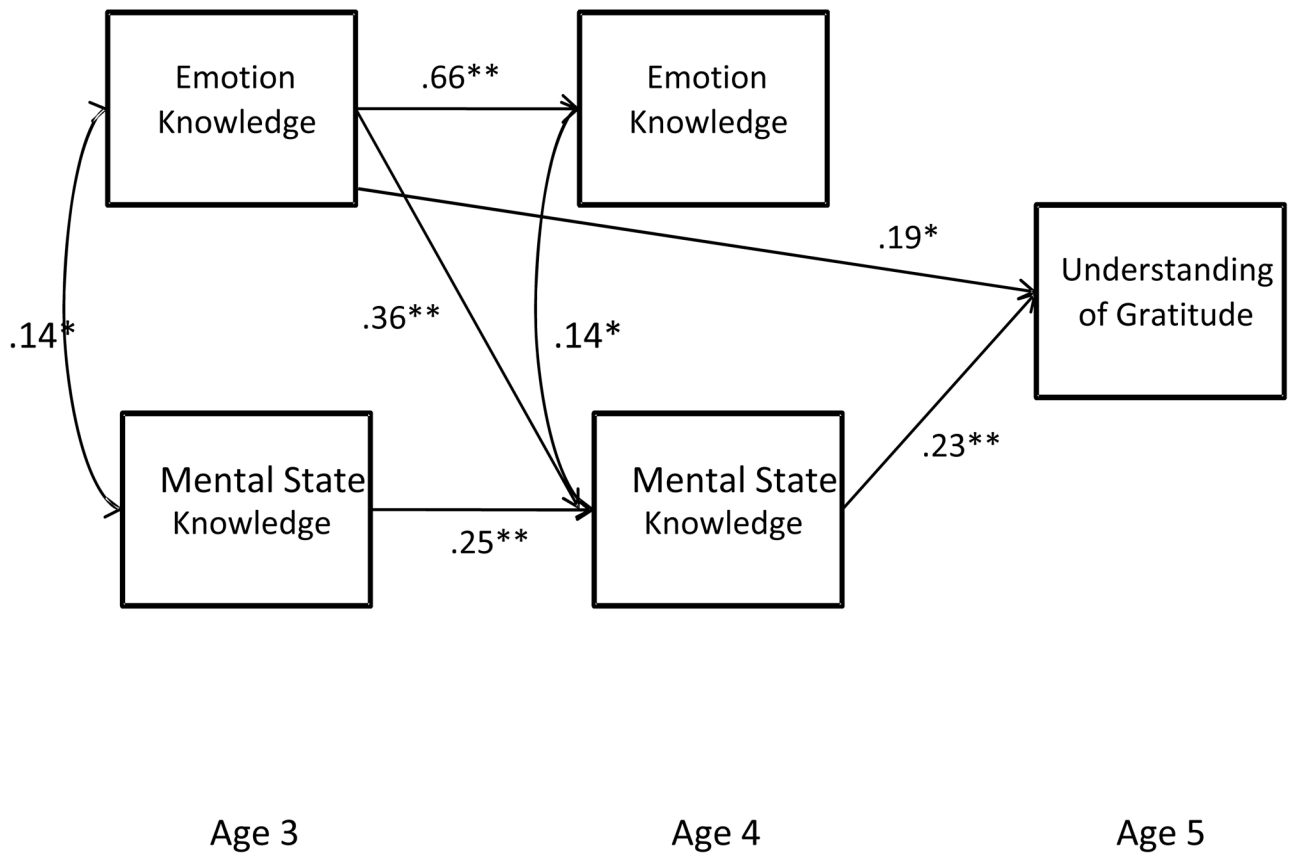 Emotion
Knowledge
.66**
Emotion
Knowledge
.19*
Understanding
of Gratitude
.14*
.36**
.14*
.23**
Mental State
Knowledge
.25**
Mental State
Knowledge
Age 3
Age 4
Age 5